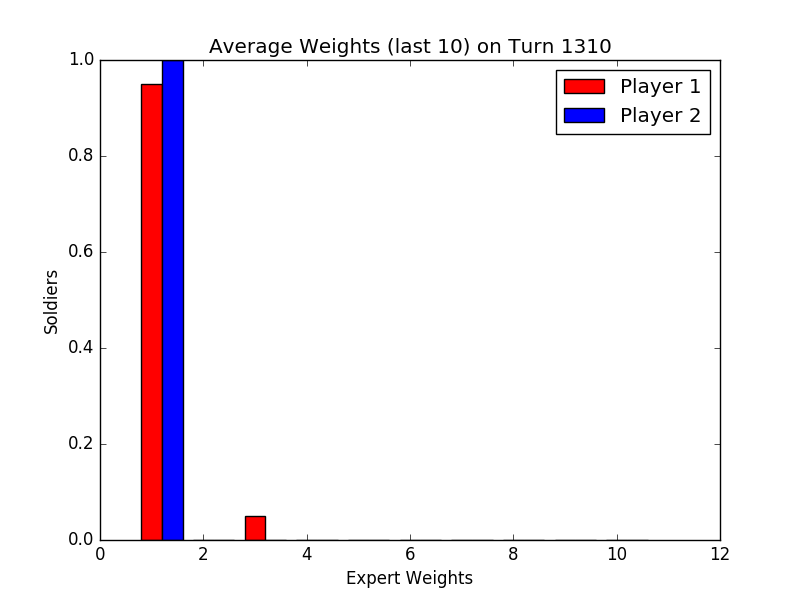 Average Weights (last 10) on Turn 1310
1.0
0.8
0.6
0.4
0.2
0.0
Soldiers
Player 1
Player 2
0 2 4 6 8 10 12
Expert Weights